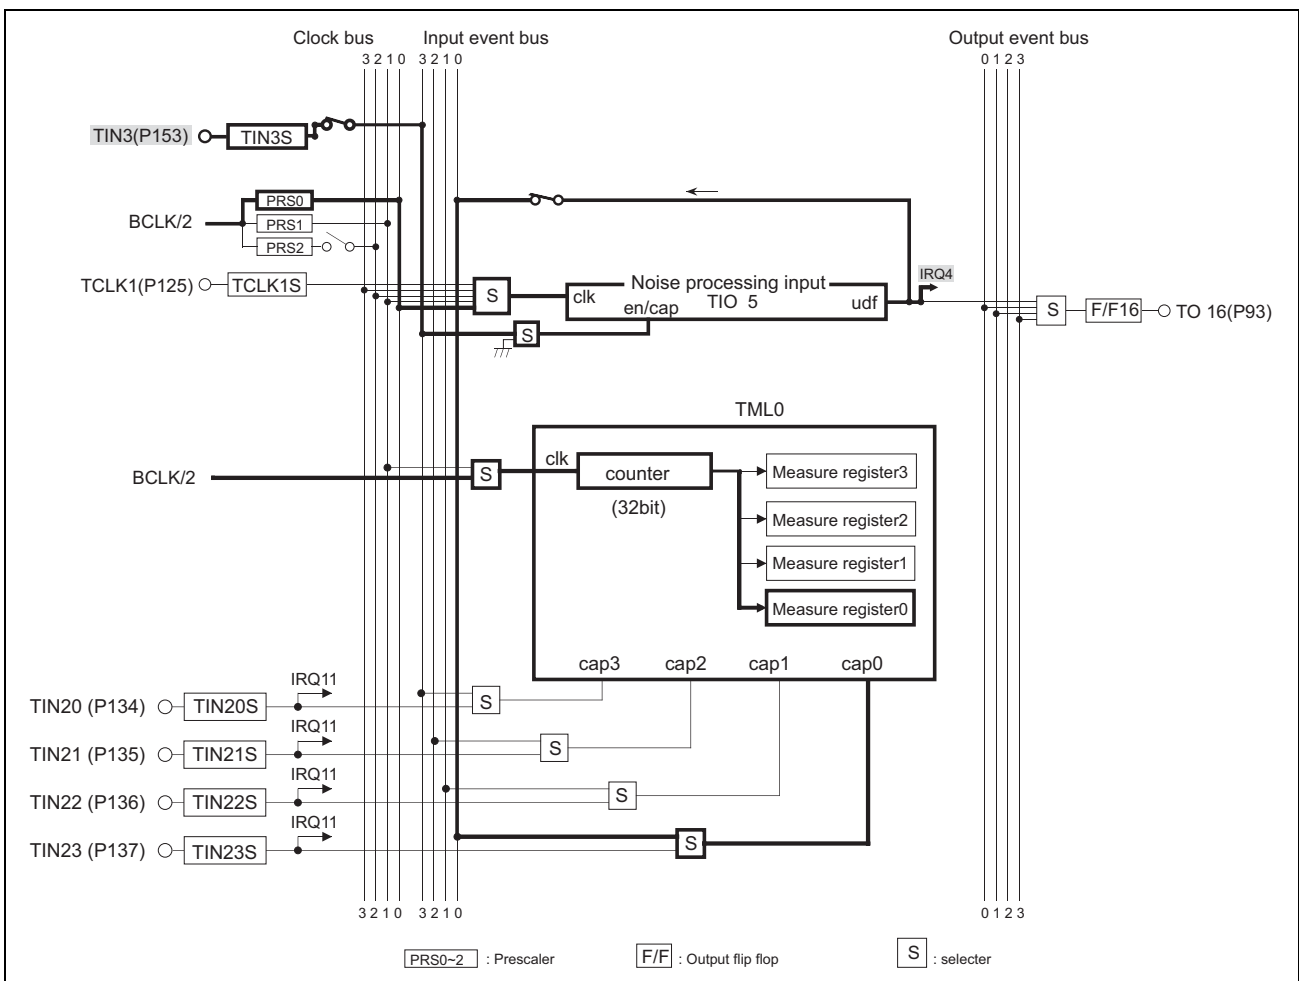 Clock bus Input event bus Output event bus
3 2 1 0 3 2 1 0 0 1 2 3
TIN3(P153) TIN3S
PRS0
BCLK/2 PRS1
PRS2
TCLK1(P125) TCLK1S
S clk Noise processing input IRQ4
en/cap TIO 5 udf
S F/F16 TO 16(P93)
S
TML0
BCLK/2 S clk counter Measure register3
(32bit)
Measure register2
Measure register1
Measure register0
cap3 cap2 cap1 cap0
IRQ11
TIN20 (P134) TIN20S S
IRQ11
TIN21 (P135) TIN21S S
IRQ11
TIN22 (P136) TIN22S S
IRQ11
TIN23 (P137) TIN23S S
3 2 1 0 3 2 1 0 0 1 2 3
PRS0~2 : Prescaler F/F : Output flip flop S : selecter